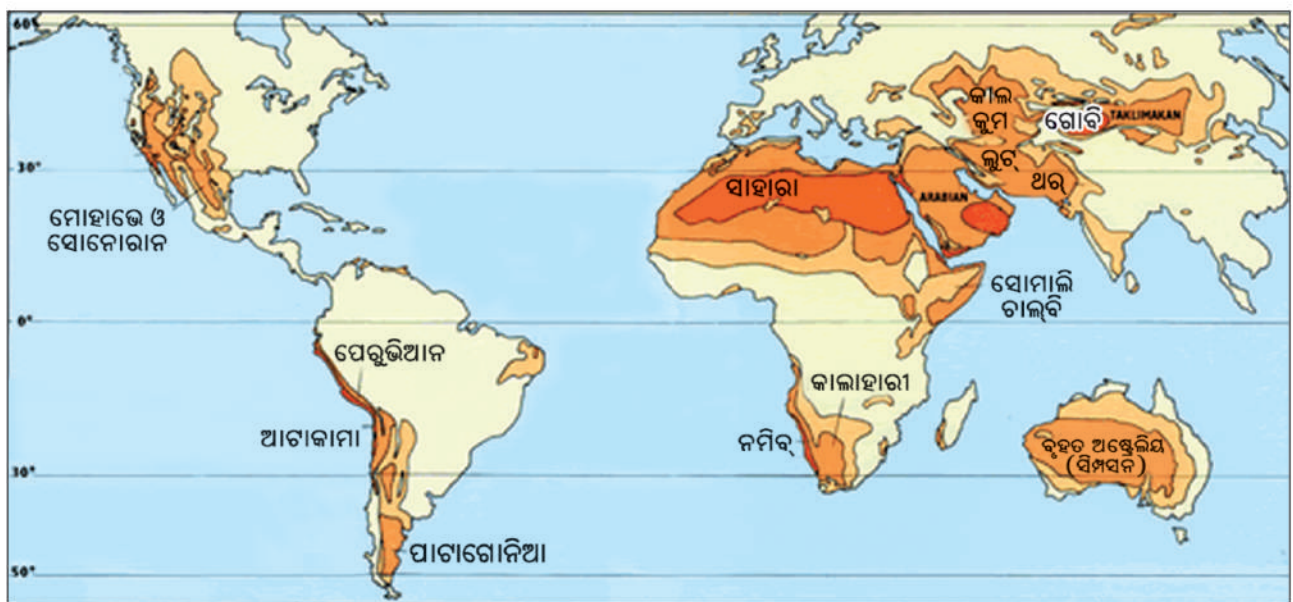 60°
କୀଲ
କୁମ
ଗୋବି
TAKLIMAKAN
30°
ଲୁଟ୍
ଥର୍
ସାହାରା
ARABIAN
ମୋହାଭେ ଓ
ସୋନୋରାନ
ସୋମାଲି
ଚାଲ୍‌ବି
0°
ପେରୁଭିଆନ
କାଲାହାରୀ
ଆଟାକାମା
ନମିବ୍
ବୃହତ ଅଷ୍ଟ୍ରେଲିୟ
(ସିମ୍ପସନ)
30°
ପାଟାଗୋନିଆ
50°